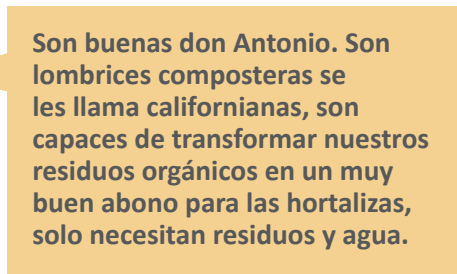 Son buenas don Antonio. Son
lombrices composteras se
les llama californianas, son
capaces de transformar nuestros
residuos orgánicos en un muy
buen abono para las hortalizas,
solo necesitan residuos y agua.